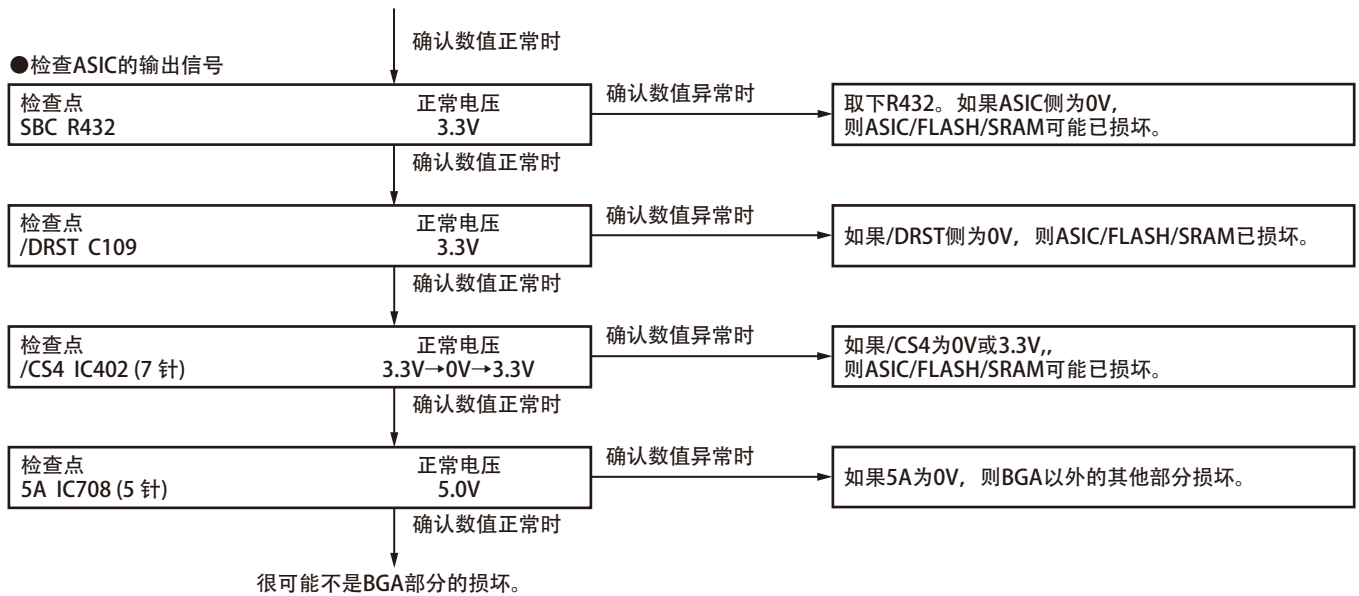 确认数值正常时
●检查ASIC的输出信号
检查点 正常电压
SBC R432 3.3V
确认数值异常时
取下R432。如果ASIC侧为0V,
则ASIC/FLASH/SRAM可能已损坏。
确认数值正常时
检查点 正常电压
/DRST C109 3.3V
确认数值异常时
如果/DRST侧为0V，则ASIC/FLASH/SRAM已损坏。
确认数值正常时
检查点 正常电压
/CS4 IC402 (7 针) 3.3V→0V→3.3V
确认数值异常时
如果/CS4为0V或3.3V,,
则ASIC/FLASH/SRAM可能已损坏。
确认数值正常时
检查点 正常电压
5A IC708 (5 针) 5.0V
确认数值异常时
如果5A为0V，则BGA以外的其他部分损坏。
确认数值正常时
很可能不是BGA部分的损坏。